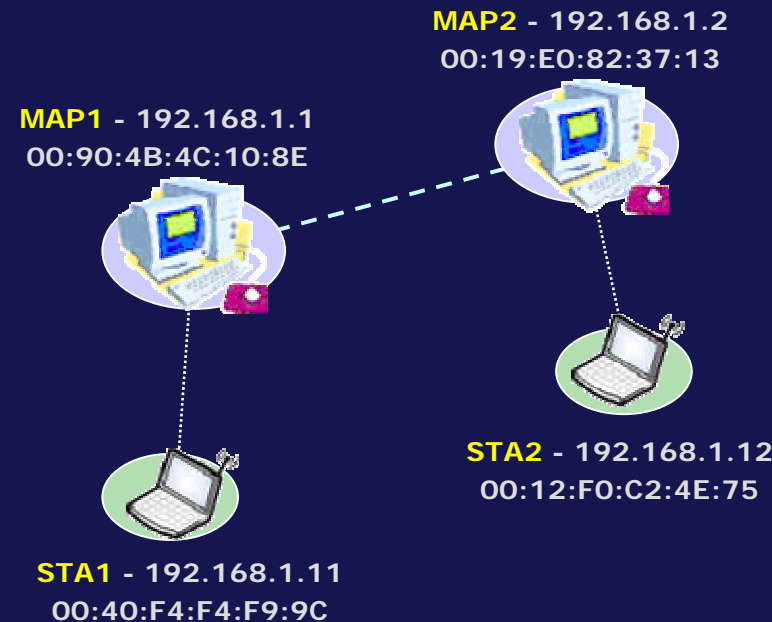 MAP2 - 192.168.1.2
00:19:E0:82:37:13
MAP1 - 192.168.1.1
00:90:4B:4C:10:8E
STA2 - 192.168.1.12
00:12:F0:C2:4E:75
STA1 - 192.168.1.11
00:40:F4:F4:F9:9C